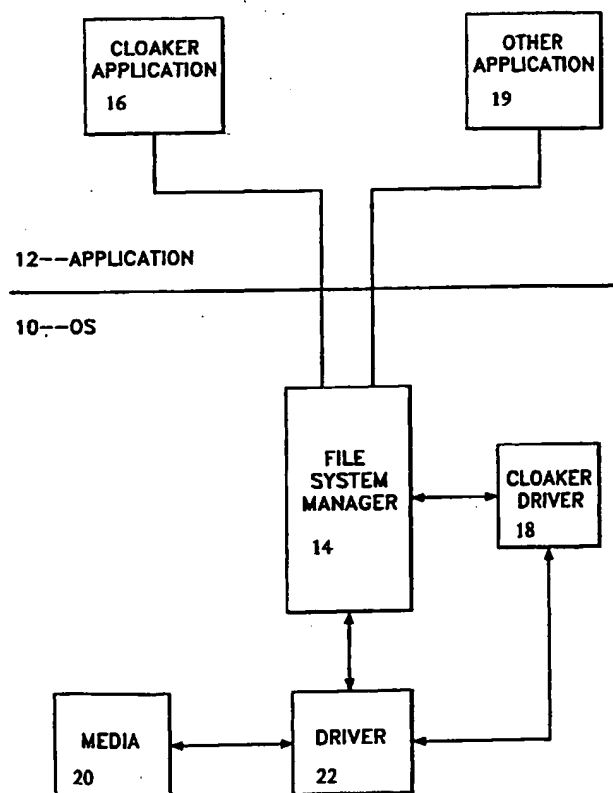 CLOAKER
APPLICATION
16
OTHER
APPLICATION
19
12--APPLICATION
10--OS
FILE
SYSTEM
MANAGER
14
CLOAKER
DRIVER
18
MEDIA
20
DRIVER
22